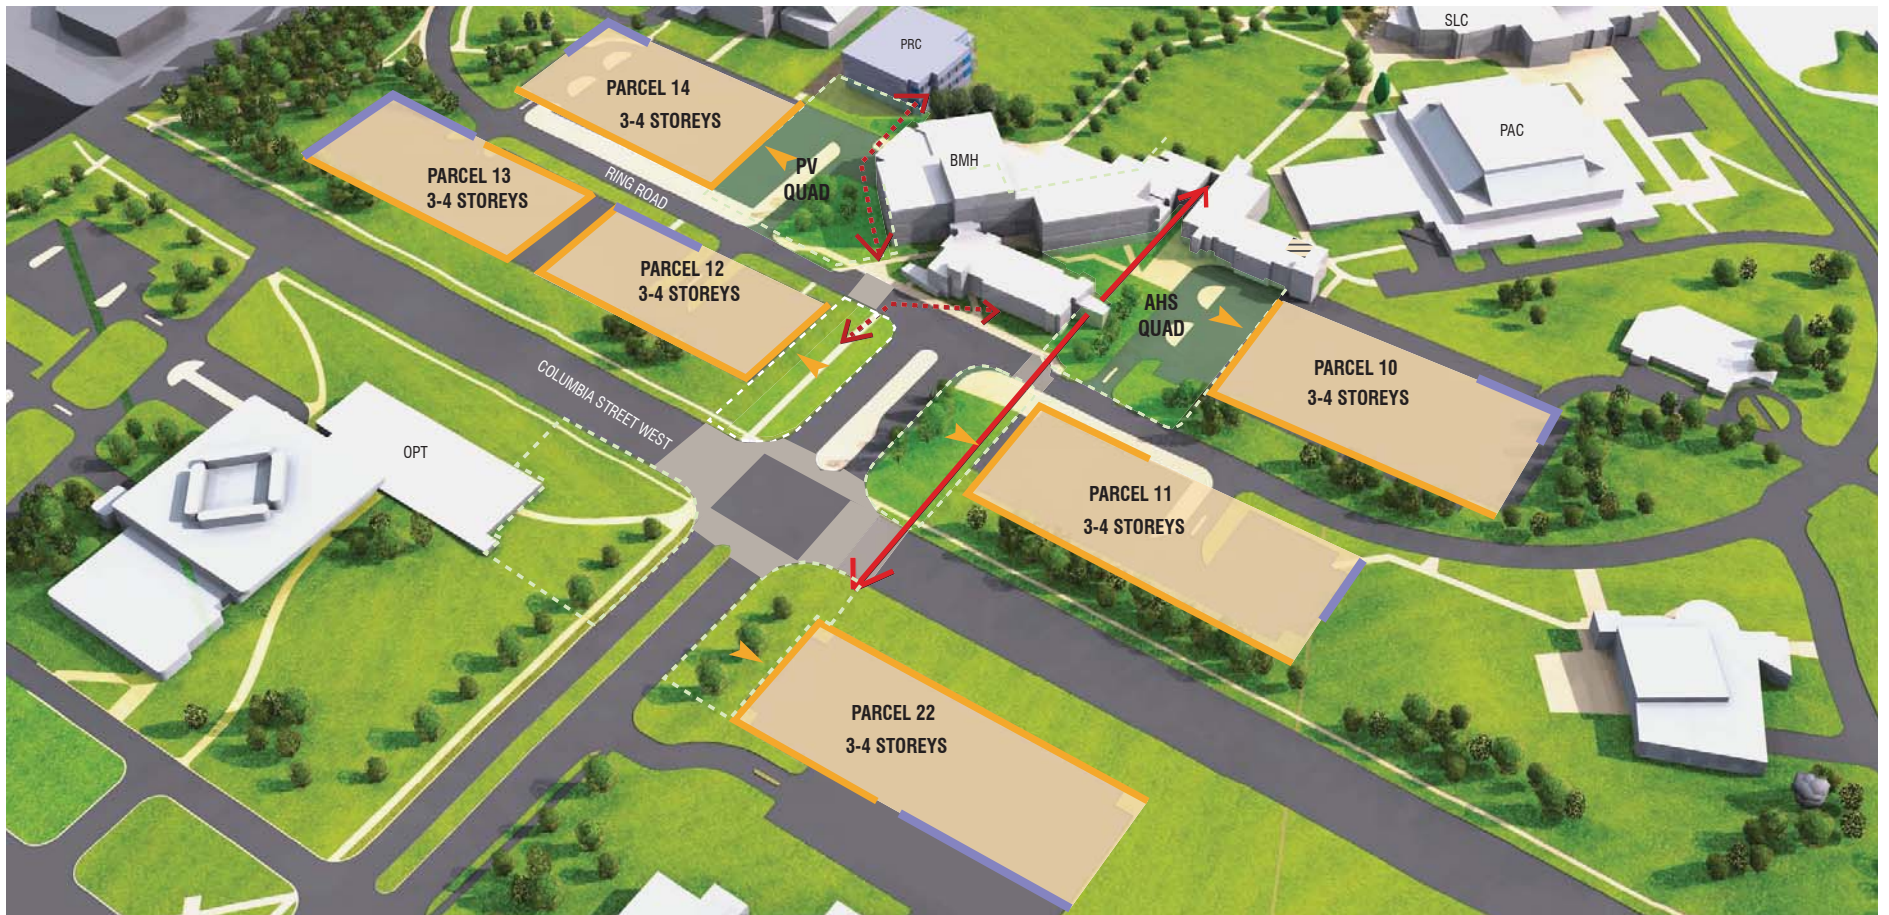 SLC
PRC
PARCEL 14
3-4 STOREYS
PAC
BMH
PV
QUAD
PARCEL 13
3-4 STOREYS
RING ROAD
PARCEL 12
3-4 STOREYS
AHS
QUAD
PARCEL 10
3-4 STOREYS
COLUMBIA STREET WEST
OPT
PARCEL 11
3-4 STOREYS
PARCEL 22
3-4 STOREYS